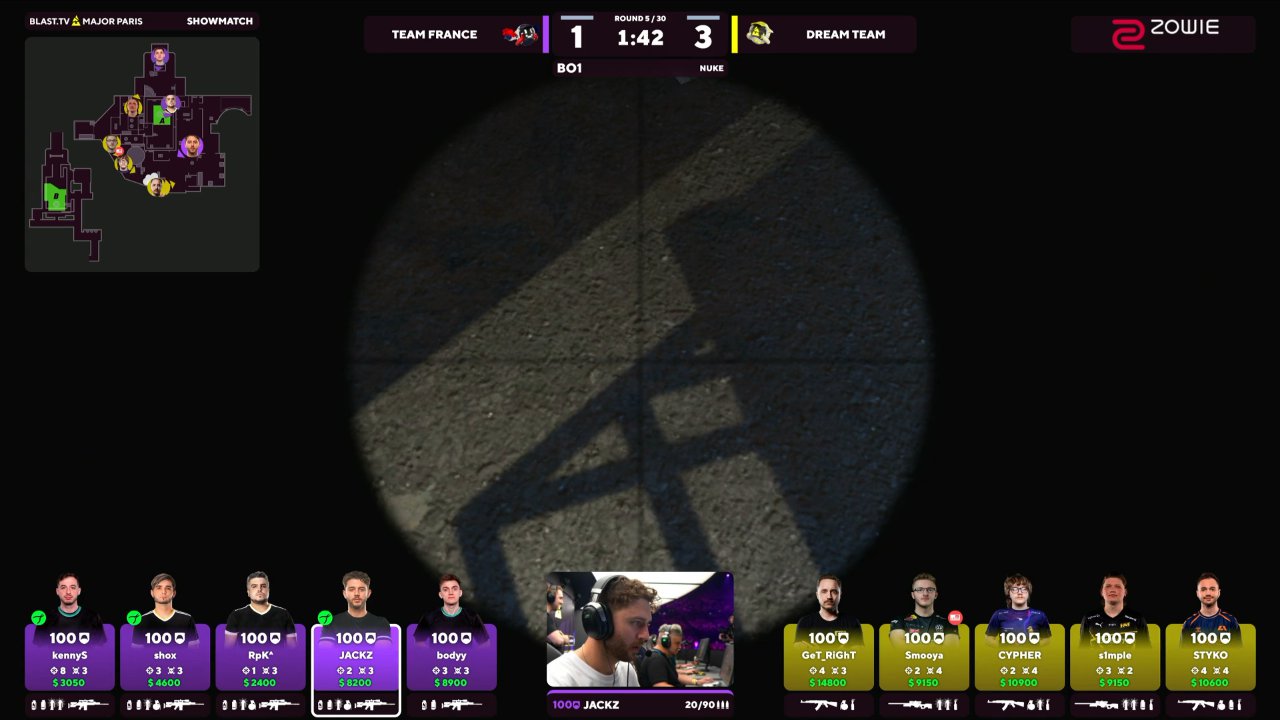 BLAST.TV MAJOR PARIS SHOWMATCH
TEAM FRANCE
1
ROUND 5 / 30
1:42
3
DREAM TEAM
BO1 NUKE
ZOWIE
A
B
100 kennyS
8 3
$ 3050
100 shox
3 3
$ 4600
100 RpK^
1 3
$ 2400
100 JACKZ
2 3
$ 8200
100 bodyy
3 3
$ 8900
100 JACKZ 20/90
100 GeT_RiGhT
4 3
$ 14800
100 Smooya
2 4
$ 9150
100 CYPHER
2 4
$ 10900
100 s1mple
3 2
$ 9150
100 STYKO
4 4
$ 10600